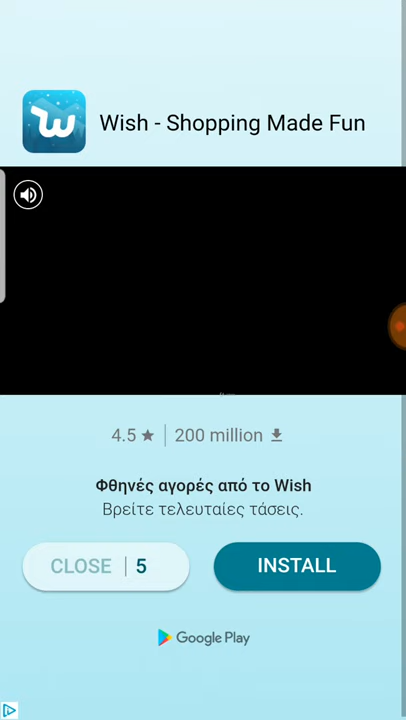 Wish - Shopping Made Fun
4.5 ★ | 200 million
Φθηνές αγορές από το Wish
Βρείτε τελευταίες τάσεις.
CLOSE | 5
INSTALL
Google Play